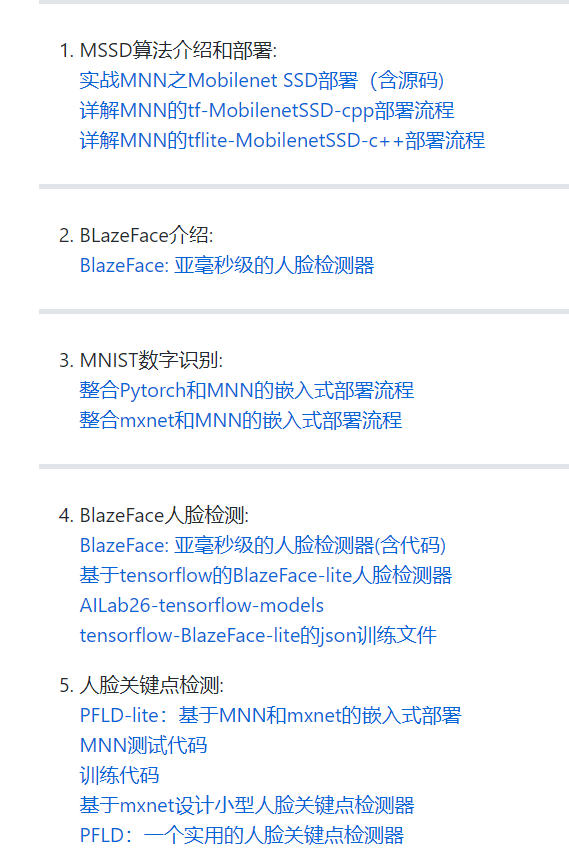 1. MSSD算法介绍和部署:
实战MNN之Mobilenet SSD部署（含源码)
详解MNN的tf-MobilenetSSD-cpp部署流程
详解MNN的tflite-MobilenetSSD-c++部署流程
2. BLazeFace介绍:
BlazeFace: 亚毫秒级的人脸检测器
3. MNIST数字识别:
整合Pytorch和MNN的嵌入式部署流程
整合mxnet和MNN的嵌入式部署流程
4. BlazeFace人脸检测:
BlazeFace: 亚毫秒级的人脸检测器(含代码)
基于tensorflow的BlazeFace-lite人脸检测器
AILab26-tensorflow-models
tensorflow-BlazeFace-lite的json训练文件
5. 人脸关键点检测:
PFLD-lite：基于MNN和mxnet的嵌入式部署
MNN测试代码
训练代码
基于mxnet设计小型人脸关键点检测器
PFLD：一个实用的人脸关键点检测器